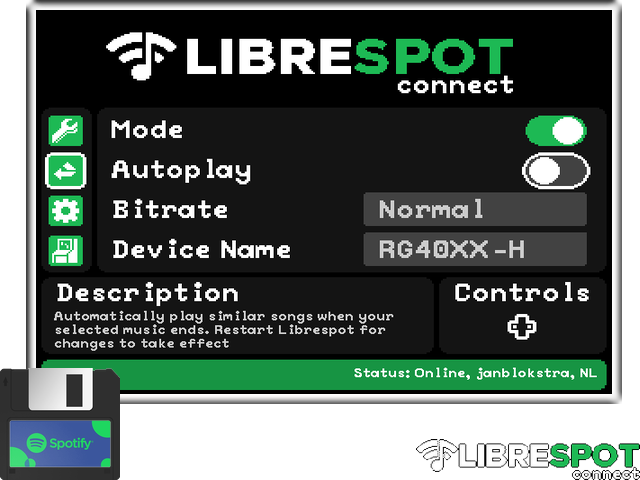 LIBRESPOT
connect
Mode
Autoplay
Bitrate Normal
Device Name RG40XX-H
Description
Automatically play similar songs when your
selected music ends. Restart Librespot for
changes to take effect
Controls
Status: Online, janblokstra, NL
Spotify
LIBRESPOT
connect